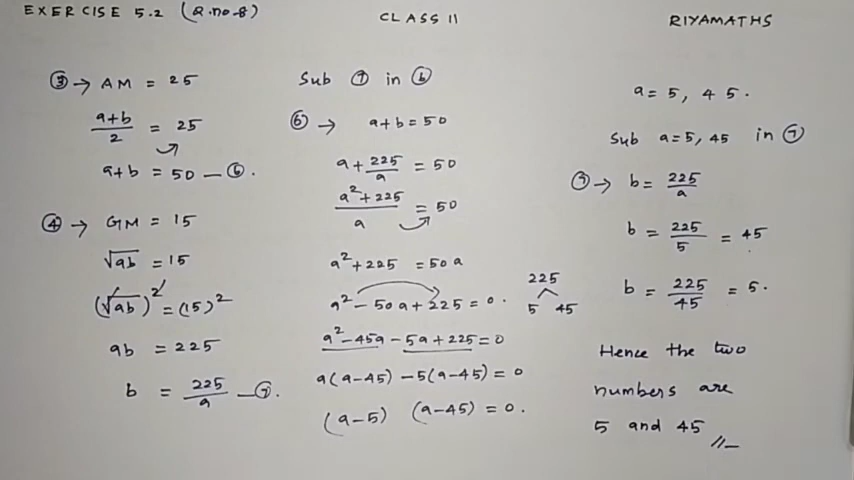 EXERCISE 5.2 (Q.no-8)
CLASS 11
RIYAMATHS
③ → AM = 25
a+b/2 = 25
a+b = 50 — ⑥.
④ → GM = 15
√ab = 15
(√ab)² = (15)²
ab = 225
b = 225/a — ⑦.
Sub ⑦ in ⑥
⑥ → a+b = 50
a + 225/a = 50
a² + 225/a = 50
a² + 225 = 50a
a² – 50a + 225 = 0.
225
5 45
a² – 45a – 5a + 225 = 0
a(a–45) –5(a–45) = 0
(a–5) (a–45) = 0.
a = 5, 45.
Sub a=5, 45 in ⑦
⑦ → b = 225/a
b = 225/5 = 45
b = 225/45 = 5.
Hence the two
numbers are
5 and 45 //